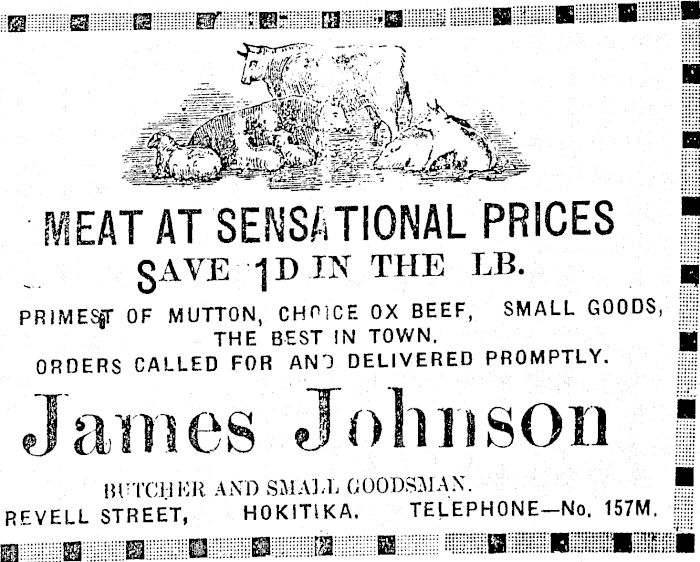 MEAT AT SENSATIONAL PRICES
SAVE 1D IN THE LB.
PRIMEST OF MUTTON, CHOICE OX BEEF, SMALL GOODS,
THE BEST IN TOWN.
ORDERS CALLED FOR AND DELIVERED PROMPTLY.
James Johnson
BUTCHER AND SMALL GOODSMAN.
REVELL STREET, HOKITIKA. TELEPHONE—No. 157M.